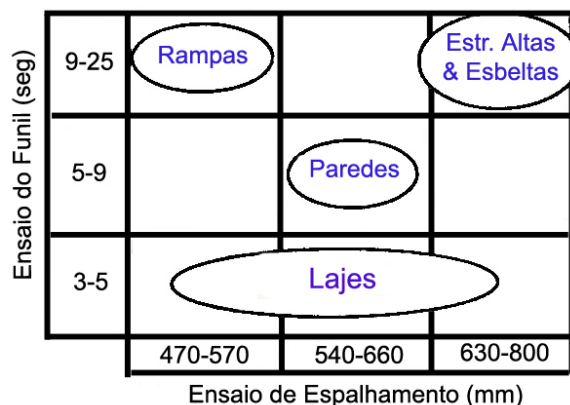 Ensaio do Funil (seg)
9-25
Rampas
Estr. Altas
& Esbeltas
5-9
Paredes
3-5
Lajes
470-570
540-660
630-800
Ensaio de Espalhamento (mm)